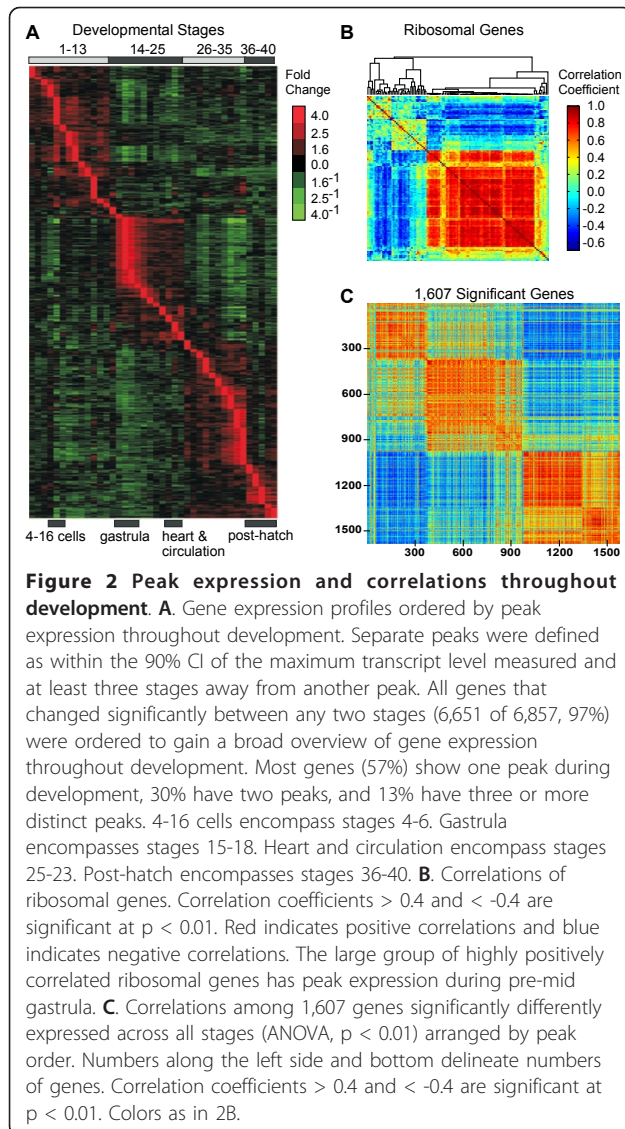 A
Developmental Stages
1-13 14-25 26-35 36-40
Fold
Change
4.0
2.5
1.6
0.0
1.6⁻¹
2.5⁻¹
4.0⁻¹
4-16 cells gastrula heart & circulation post-hatch
B
Ribosomal Genes
Correlation
Coefficient
1.0
0.8
0.6
0.4
0.2
0.0
-0.2
-0.4
-0.6
C
1,607 Significant Genes
300
600
900
1200
1500
300 600 900 1200 1500
Figure 2 Peak expression and correlations throughout
development. A. Gene expression profiles ordered by peak
expression throughout development. Separate peaks were defined
as within the 90% CI of the maximum transcript level measured and
at least three stages away from another peak. All genes that
changed significantly between any two stages (6,651 of 6,857, 97%)
were ordered to gain a broad overview of gene expression
throughout development. Most genes (57%) show one peak during
development, 30% have two peaks, and 13% have three or more
distinct peaks. 4-16 cells encompass stages 4-6. Gastrula
encompasses stages 15-18. Heart and circulation encompass stages
25-23. Post-hatch encompasses stages 36-40. B. Correlations of
ribosomal genes. Correlation coefficients > 0.4 and < -0.4 are
significant at p < 0.01. Red indicates positive correlations and blue
indicates negative correlations. The large group of highly positively
correlated ribosomal genes has peak expression during pre-mid
gastrula. C. Correlations among 1,607 genes significantly differently
expressed across all stages (ANOVA, p < 0.01) arranged by peak
order. Numbers along the left side and bottom delineate numbers
of genes. Correlation coefficients > 0.4 and < -0.4 are significant at
p < 0.01. Colors as in 2B.